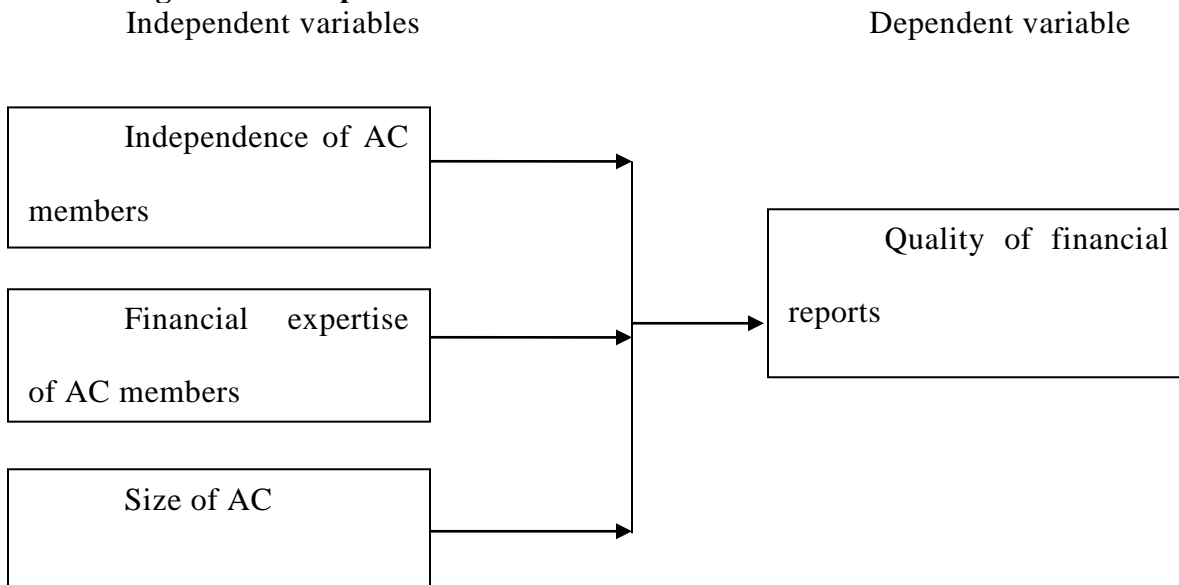 Independent variables
Dependent variable
Independence of AC
members
Financial expertise
of AC members
Size of AC
Quality of financial
reports